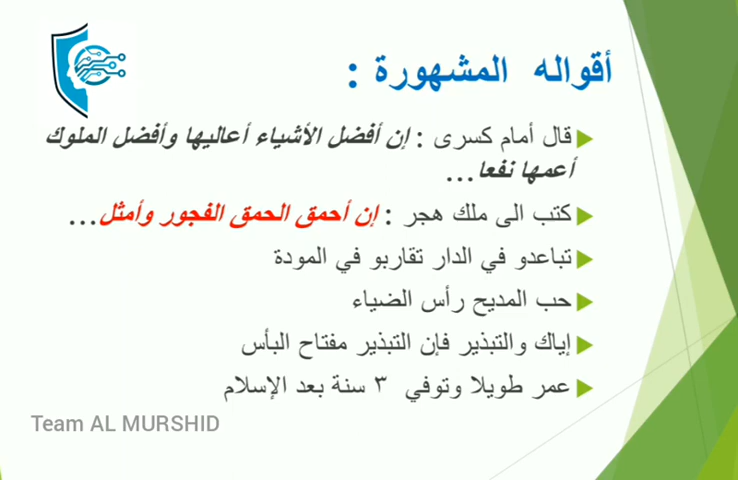 أقواله المشهورة :
قال أمام كسرى : إن أفضل الأشياء أعاليها وأفضل الملوك
أعمها نفعا...
كتب الى ملك هجر : إن أحمق الحمق الفجور وأمثل...
تباعدو في الدار تقاربو في المودة
حب المديح رأس الضياء
إياك والتبذير فإن التبذير مفتاح البأس
عمر طويلا وتوفي ٣ سنة بعد الإسلام
Team AL MURSHID